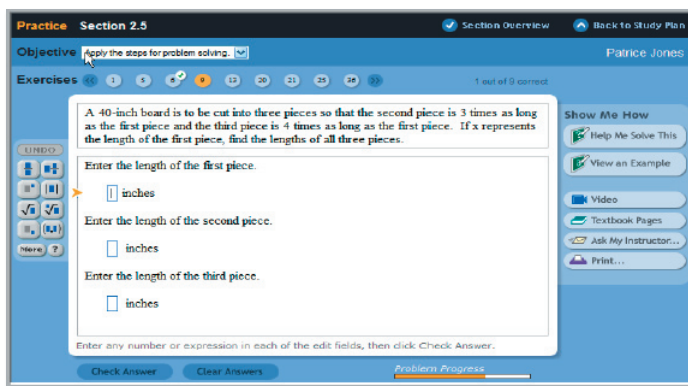 Practice Section 2.5 Section Overview Back to Study Plan
Objective Apply the steps for problem solving. Patrice Jones
Exercises 1 5 6 9 13 20 21 25 36 1 out of 9 correct
A 40-inch board is to be cut into three pieces so that the second piece is 3 times as long
as the first piece and the third piece is 4 times as long as the first piece. If x represents
the length of the first piece, find the lengths of all three pieces.
Show Me How
Help Me Solve This
View an Example
Video
Textbook Pages
Ask My Instructor...
Print...
UNDO
More ?
Enter the length of the first piece.
inches
Enter the length of the second piece.
inches
Enter the length of the third piece.
inches
Enter any number or expression in each of the edit fields, then click Check Answer.
Check Answer Clear Answers Problem Progress